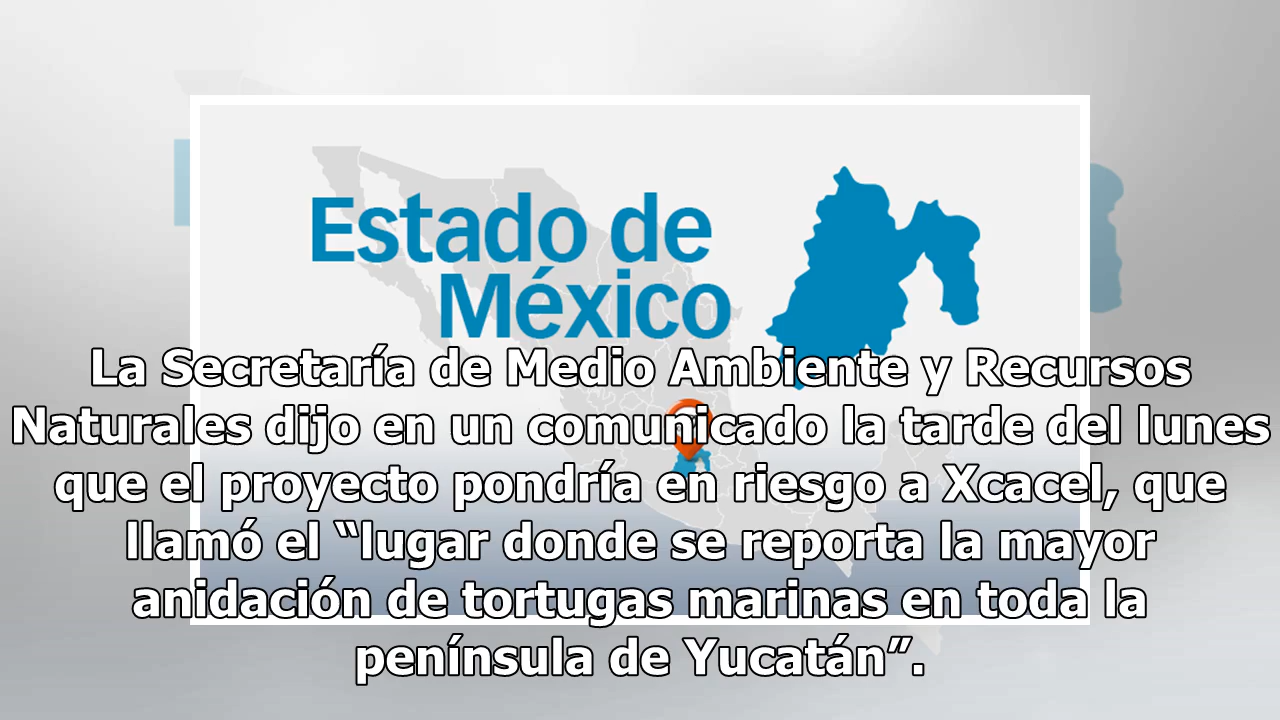 Estado de
México
La Secretaría de Medio Ambiente y Recursos
Naturales dijo en un comunicado la tarde del lunes
que el proyecto pondría en riesgo a Xcacel, que
llamó el “lugar donde se reporta la mayor
anidación de tortugas marinas en toda la
península de Yucatán”.